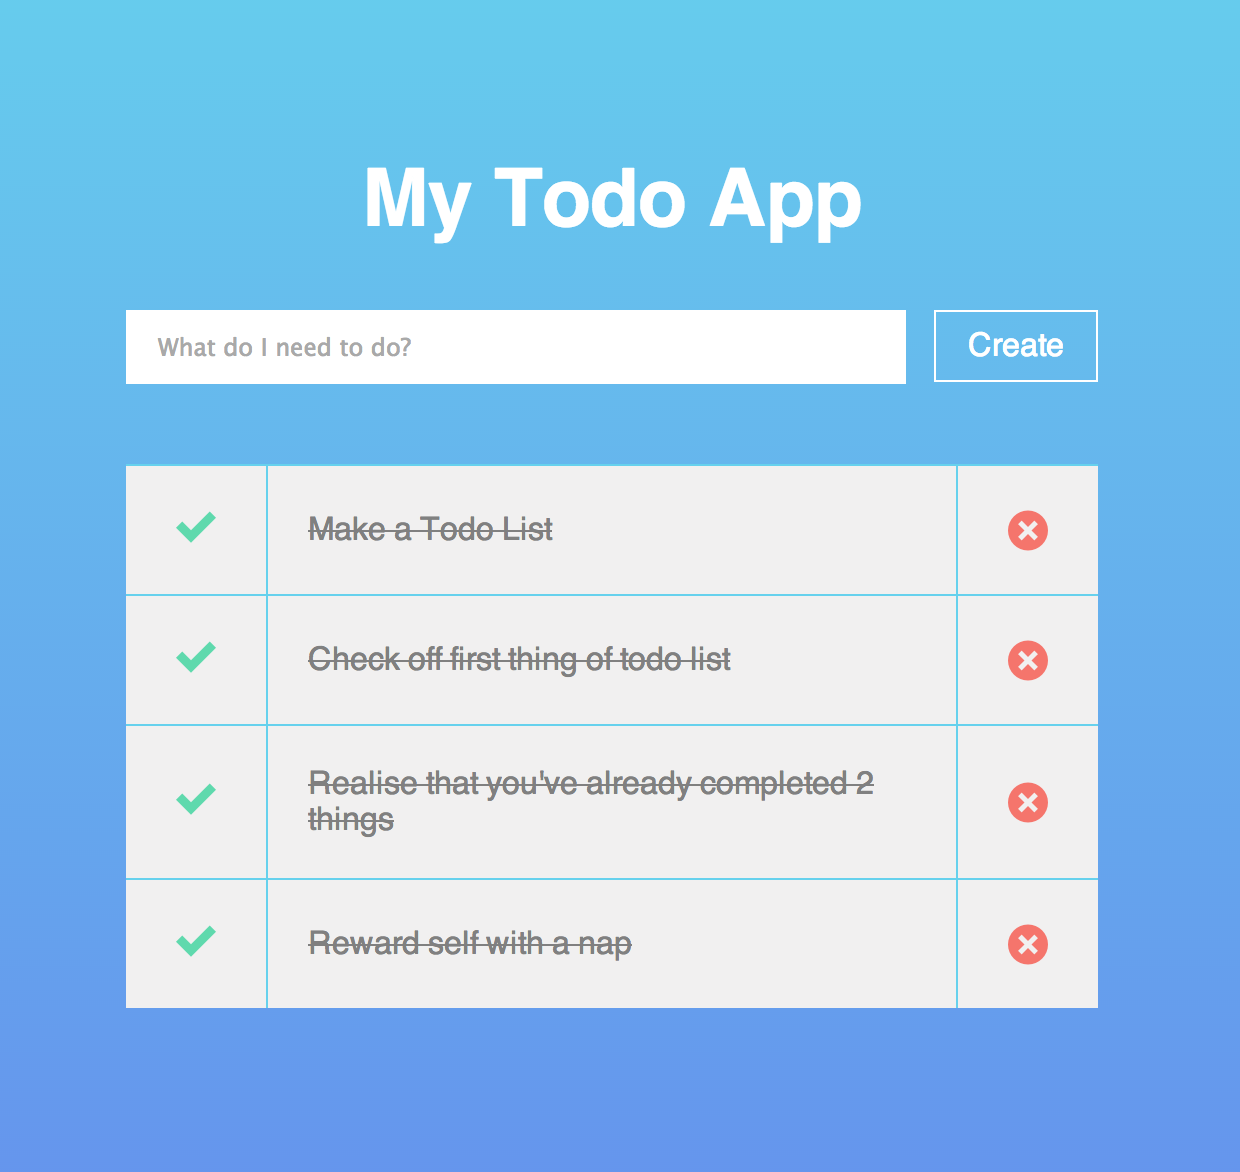 My Todo App
What do I need to do?
Create
Make a Todo List
Check off first thing of todo list
Realise that you've already completed 2
things
Reward self with a nap